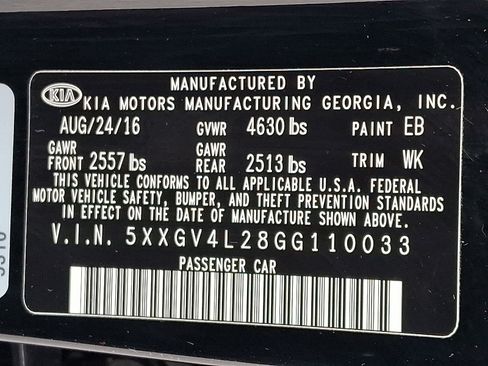 MANUFACTURED BY
KIA KIA MOTORS MANUFACTURING GEORGIA, INC.
AUG/24/16 GVWR 4630 lbs PAINT EB
GAWR GAWR
FRONT 2557 lbs REAR 2513 lbs TRIM WK
THIS VEHICLE CONFORMS TO ALL APPLICABLE U.S.A. FEDERAL
MOTOR VEHICLE SAFETY, BUMPER, AND THEFT PREVENTION STANDARDS
IN EFFECT ON THE DATE OF MANUFACTURE SHOWN ABOVE.
V.I.N. 5XXGV4L28GG110033
PASSENGER CAR